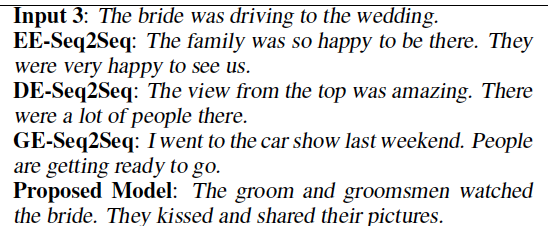 Input 3: The bride was driving to the wedding.
EE-Seq2Seq: The family was so happy to be there. They
were very happy to see us.
DE-Seq2Seq: The view from the top was amazing. There
were a lot of people there.
GE-Seq2Seq: I went to the car show last weekend. People
are getting ready to go.
Proposed Model: The groom and groomsmen watched
the bride. They kissed and shared their pictures.